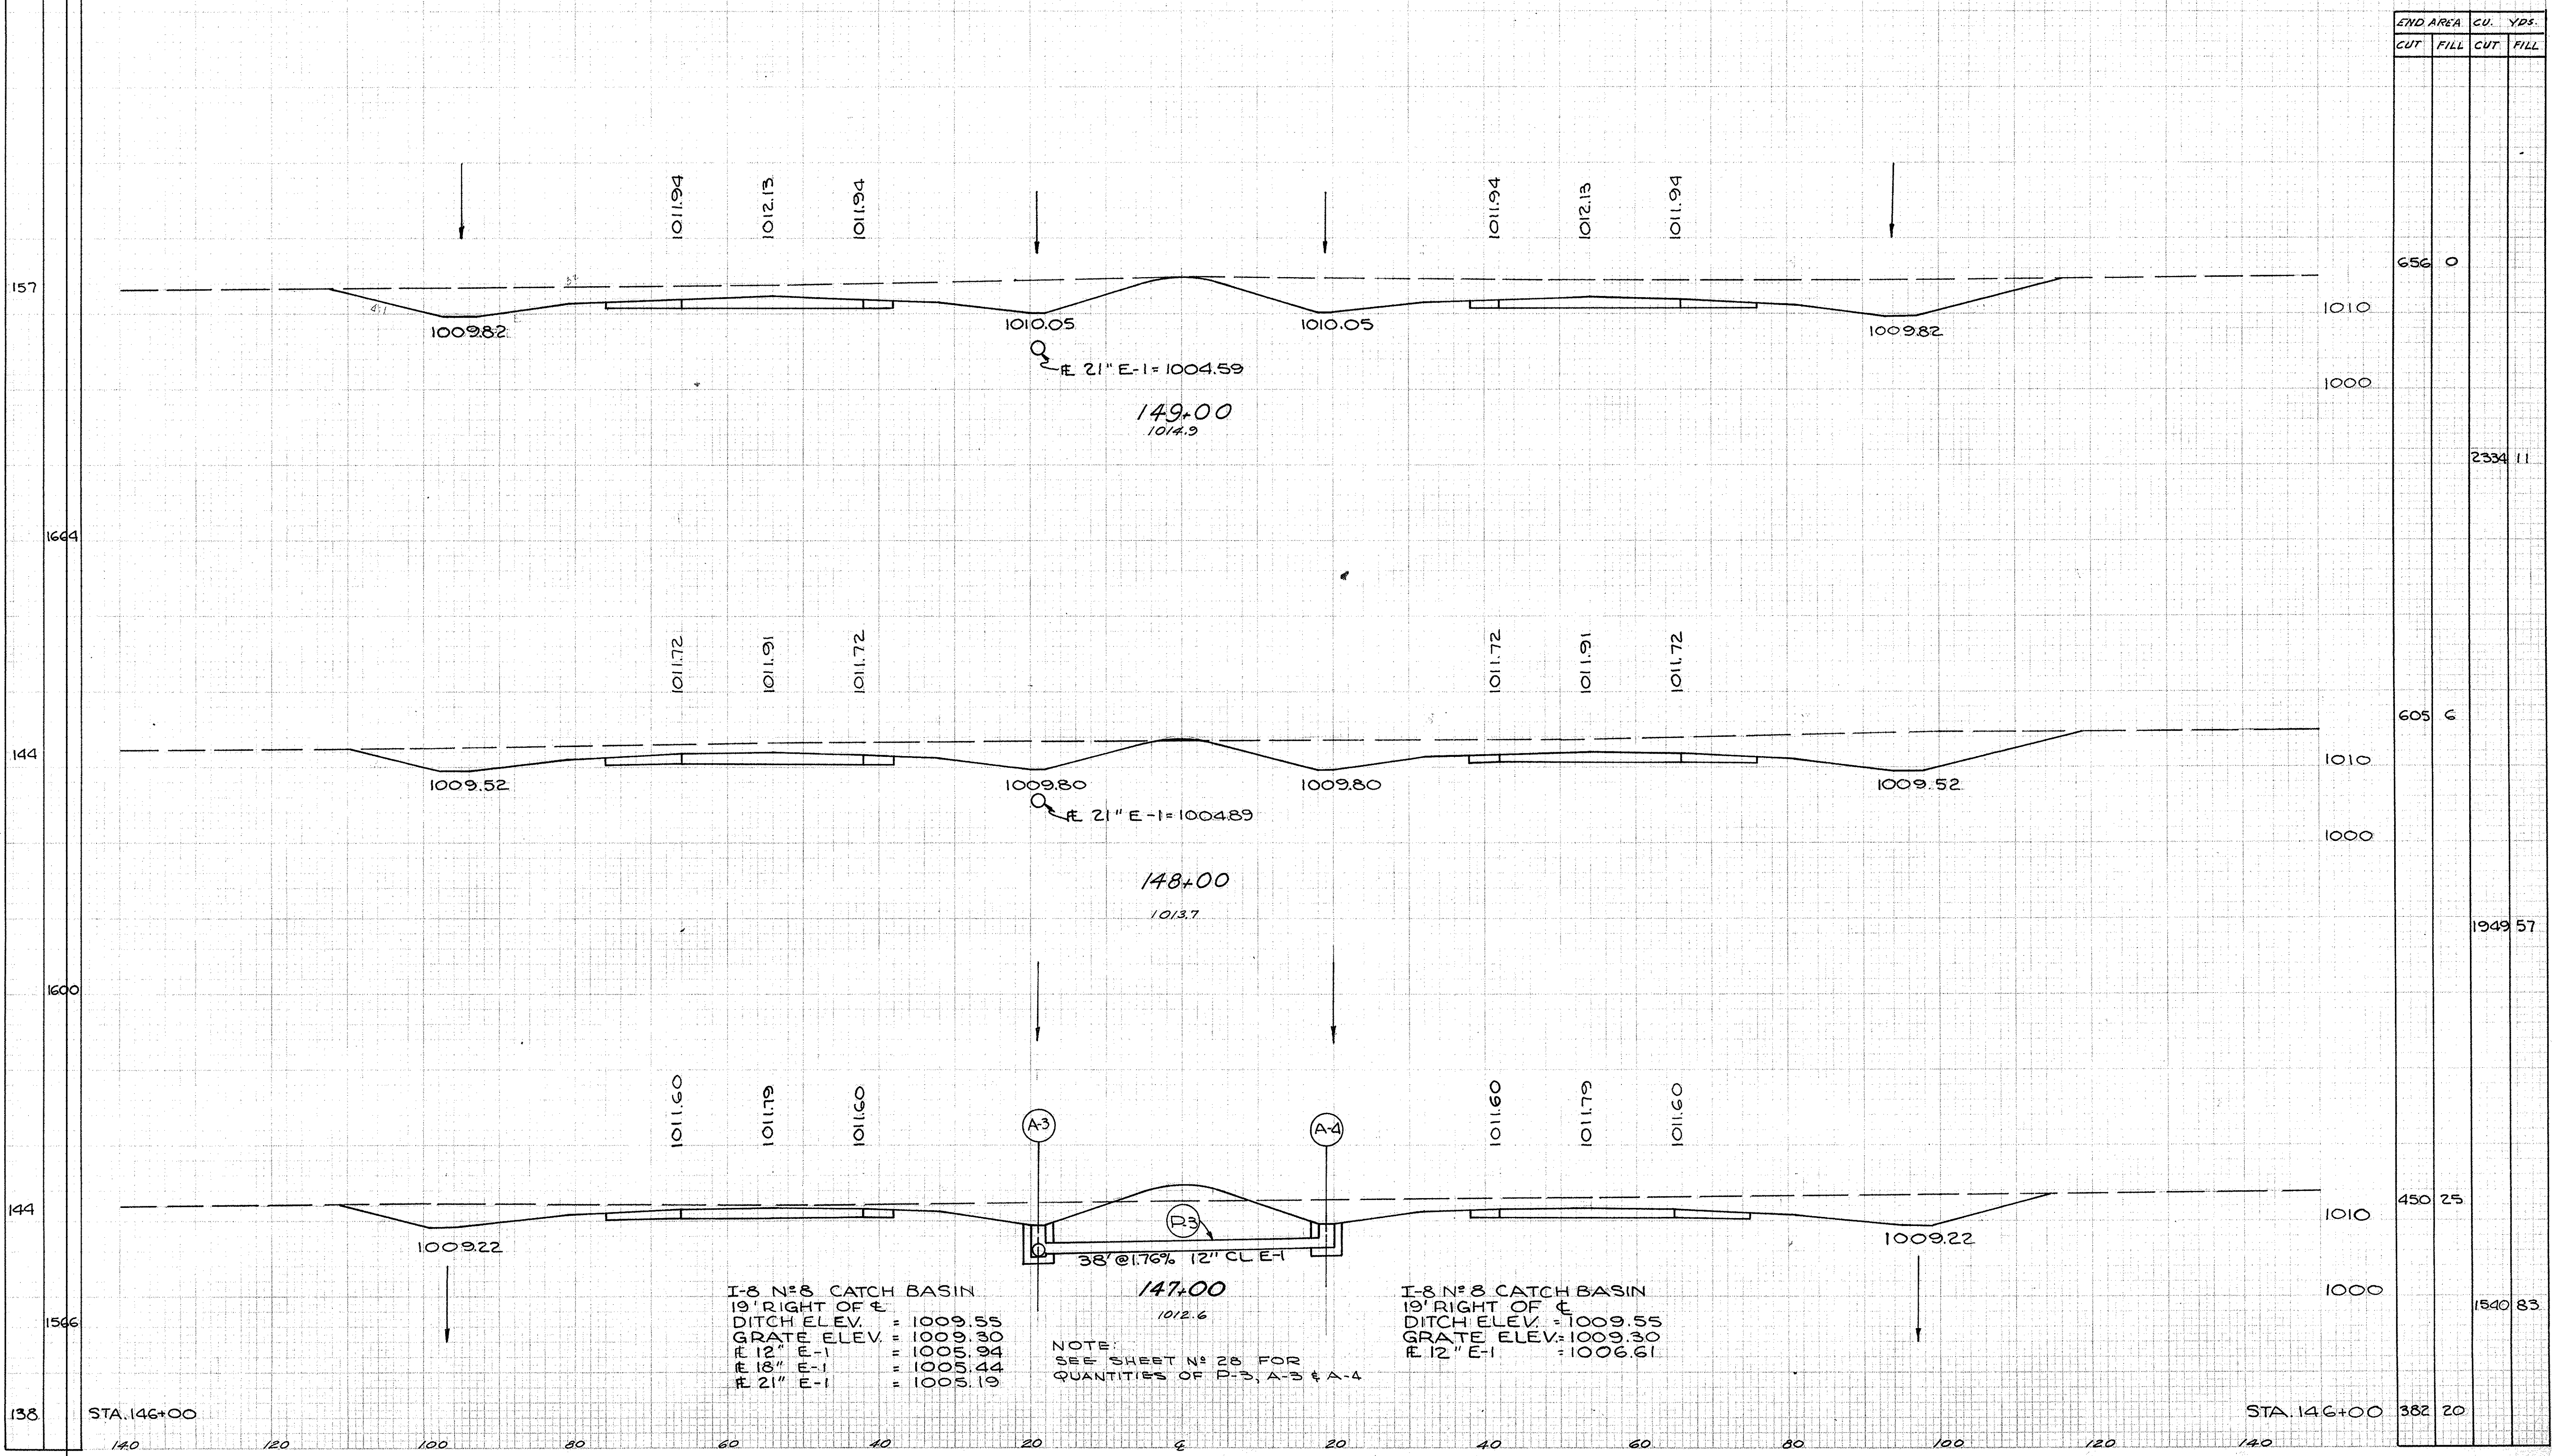 END AREA CU. YDS.
CUT FILL CUT FILL
1011.94 1012.13 1011.94 1011.94 1012.13 1011.94
656 0
157
4:1
1010
1009.82 1010.05 1010.05 1009.82
℄ 21" E-1 = 1004.59
1000
149+00
1014.9
2334 11
1664
1011.72 1011.91 1011.72 1011.72 1011.91 1011.72
605 6
144
1010
1009.52 1009.80 1009.80 1009.52
℄ 21" E-1 = 1004.89
1000
148+00
1013.7
1949 57
1600
1011.60 1011.79 1011.60 1011.60 1011.79 1011.60
A-3 A-4
450 25
144
1010
P-3
1009.22 1009.22
38' @ 1.76% 12" CL E-1
147+00
1012.6
1000
I-8 Nº 8 CATCH BASIN
19' RIGHT OF ℄
DITCH ELEV. = 1009.55
GRATE ELEV. = 1009.30
℄ 12" E-1 = 1005.94
℄ 18" E-1 = 1005.44
℄ 21" E-1 = 1005.19
NOTE:
SEE SHEET Nº 28 FOR
QUANTITIES OF P-3, A-3 & A-4
I-8 Nº 8 CATCH BASIN
19' RIGHT OF ℄
DITCH ELEV. = 1009.55
GRATE ELEV. = 1009.30
℄ 12" E-1 = 1006.61
1540 83
1566
138 STA. 146+00 STA. 146+00 382 20
140 120 100 80 60 40 20 ℄ 20 40 60 80 100 120 140